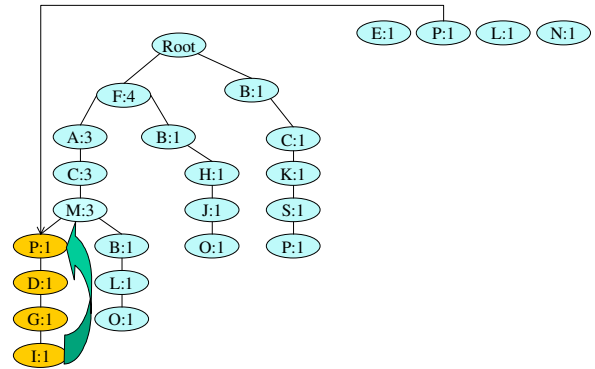 E:1 P:1 L:1 N:1
Root
F:4 B:1
A:3 B:1 C:1
C:3 H:1 K:1
M:3 J:1 S:1
P:1 B:1 O:1 P:1
D:1 L:1
G:1 O:1
I:1